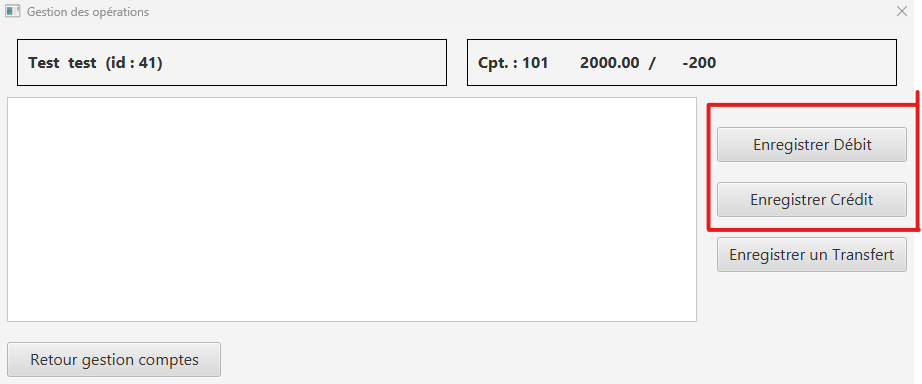 Gestion des opérations
Test test (id : 41)
Cpt. : 101 2000.00 / -200
Enregistrer Débit
Enregistrer Crédit
Enregistrer un Transfert
Retour gestion comptes